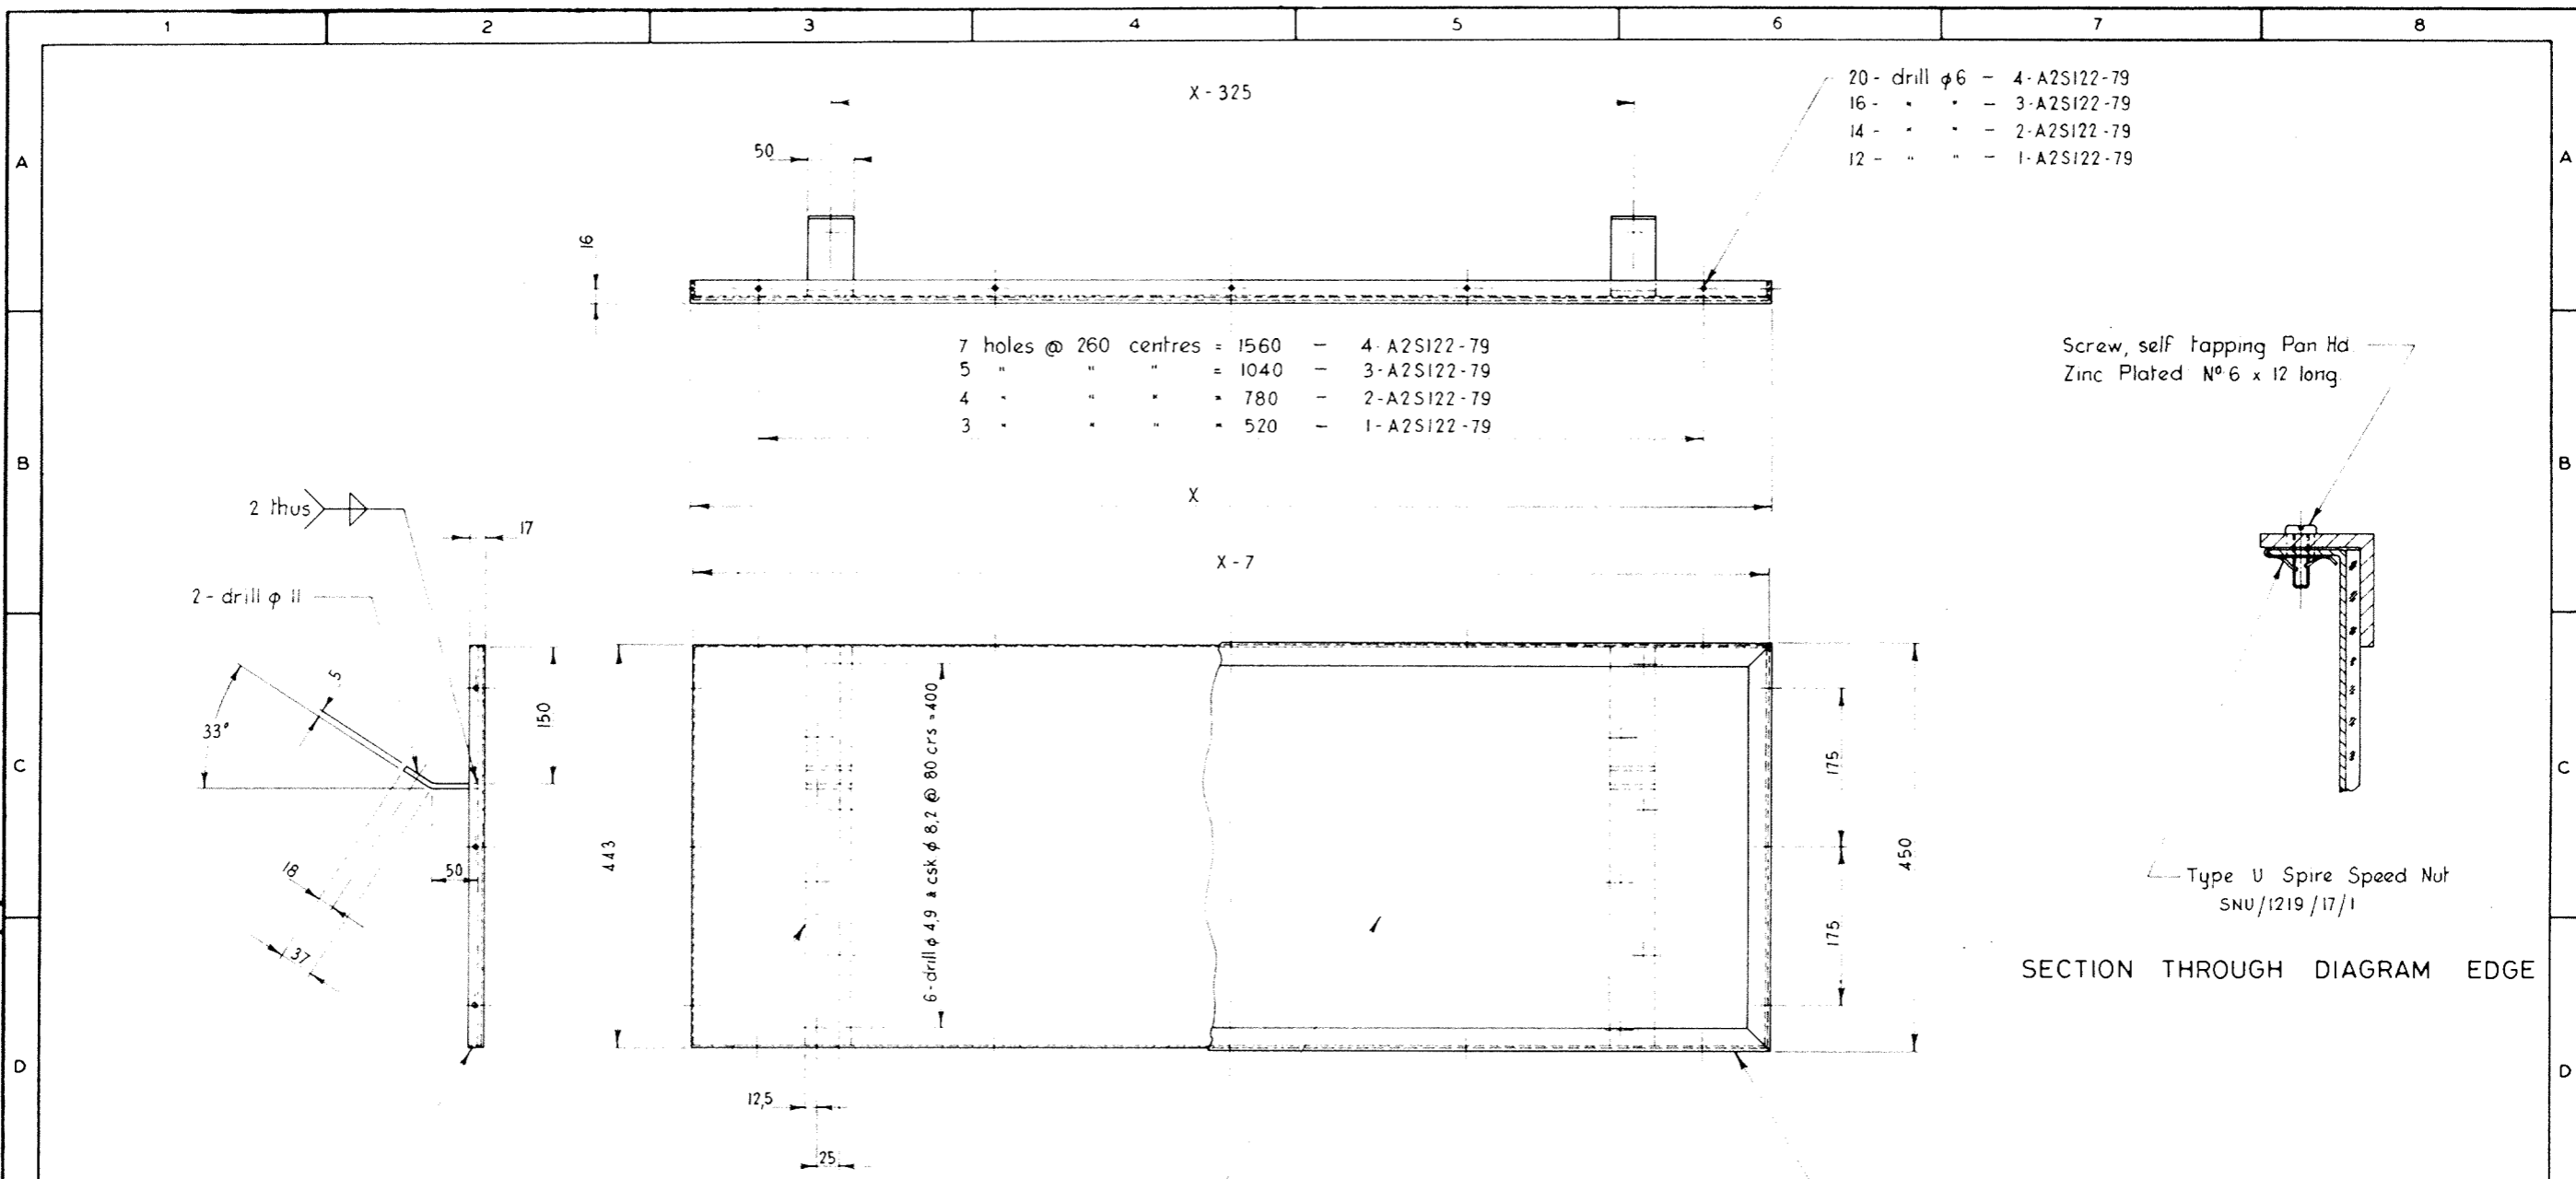 1 2 3 4 5 6 7 8
A
A
B
B
C
C
D
D
X - 325
50
16
20 - drill φ6 - 4-A2S122-79
16 - " " - 3-A2S122-79
14 - " " - 2-A2S122-79
12 - " " - 1-A2S122-79
7 holes @ 260 centres = 1560 - 4-A2S122-79
5 " " " = 1040 - 3-A2S122-79
4 " " " " 780 - 2-A2S122-79
3 " " " " 520 - 1-A2S122-79
X
X - 7
Screw, self tapping Pan Hd.
Zinc Plated Nº 6 x 12 long.
2 thus
17
2 - drill φ 11
5
33°
150
50
18
37
443
6 - drill φ 4,9 & csk φ 8,2 @ 80 crs = 400
175
175
450
12,5
25
Type U Spire Speed Nut
SNU/1219/17/1
SECTION THROUGH DIAGRAM EDGE